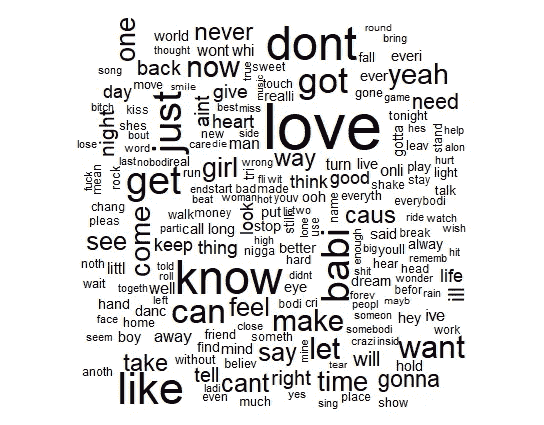 round
one world never dont bring
thought wont whi fall everi
song back now true sweet got ever yeah
day move smile give music touch realli gone game need
bitch kiss just aint best miss love tonight
night shes heart gotta hes stand help
lose bout new side leav alon
word care die man
last nobody real girl wrong way turn live onli play hurt
fuck mean rock get run tri fli wit think good shake stay light
end start bad made everyth talk
chang beat woman hot youv ooh name caus everybodi
pleas come walk money look put lie two ride watch
see parti call long still stop lone use babi said break wish
keep thing high better enough big youll alway
noth littl told nigga hard shit hear rememb hit
roll know didnt dream head wonder life
wait togeth well eye forev befor rain ill
hand left can feel bodi cri peopl mayb
danc someon hey ive
face home close make somebodi work
seem boy away friend someth mine let crazi insid want
find mind say will
take without believ tear hold
anoth tell cant right time gonna
like ladi
even much yes sing place show